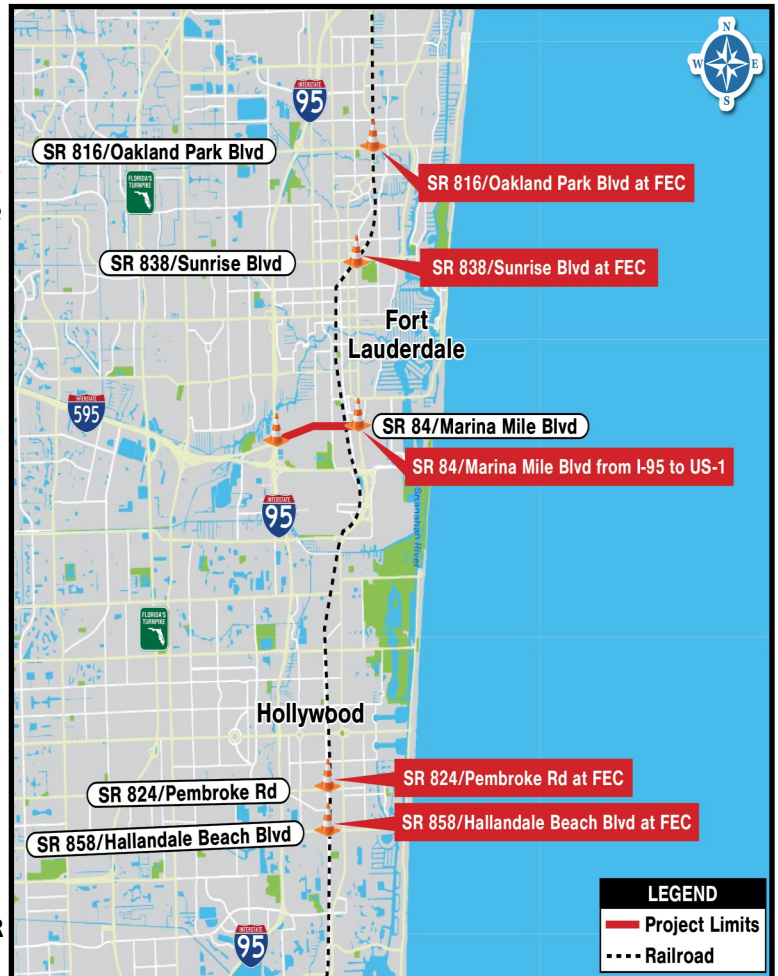 N
W E
S
INTERSTATE
95
SR 816/Oakland Park Blvd
FLORIDA'S
TURNPIKE
SR 816/Oakland Park Blvd at FEC
e
SR 838/Sunrise Blvd
SR 838/Sunrise Blvd at FEC
Fort
Lauderdale
INTERSTATE
595
SR 84/Marina Mile Blvd
SR 84/Marina Mile Blvd from I-95 to US-1
INTERSTATE
95
Stranahan River
FLORIDA'S
TURNPIKE
Hollywood
SR 824/Pembroke Rd at FEC
SR 824/Pembroke Rd
SR 858/Hallandale Beach Blvd at FEC
SR 858/Hallandale Beach Blvd
LEGEND
Project Limits
Railroad
R
INTERSTATE
95